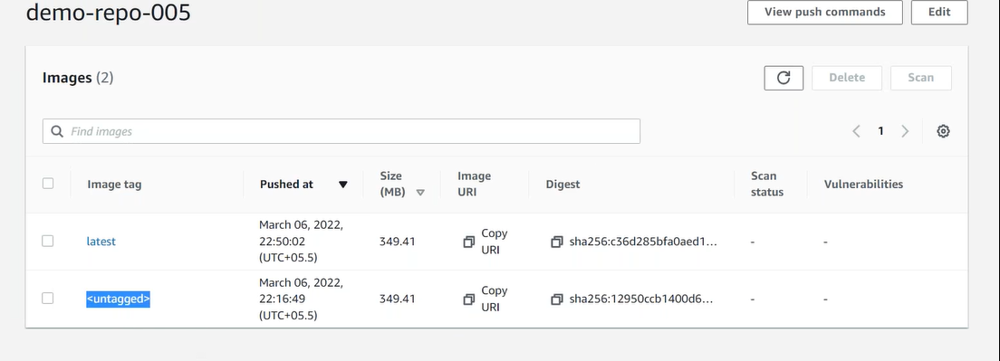 demo-repo-005
View push commands
Edit
Images (2)
Delete
Scan
Find images
1
Image tag
Pushed at
Size
(MB)
Image
URI
Digest
Scan
status
Vulnerabilities
latest
March 06, 2022,
22:50:02
(UTC+05.5)
349.41
Copy
URI
sha256:c36d285bfa0aed1...
-
-
<untagged>
March 06, 2022,
22:16:49
(UTC+05.5)
349.41
Copy
URI
sha256:12950ccb1400d6...
-
-